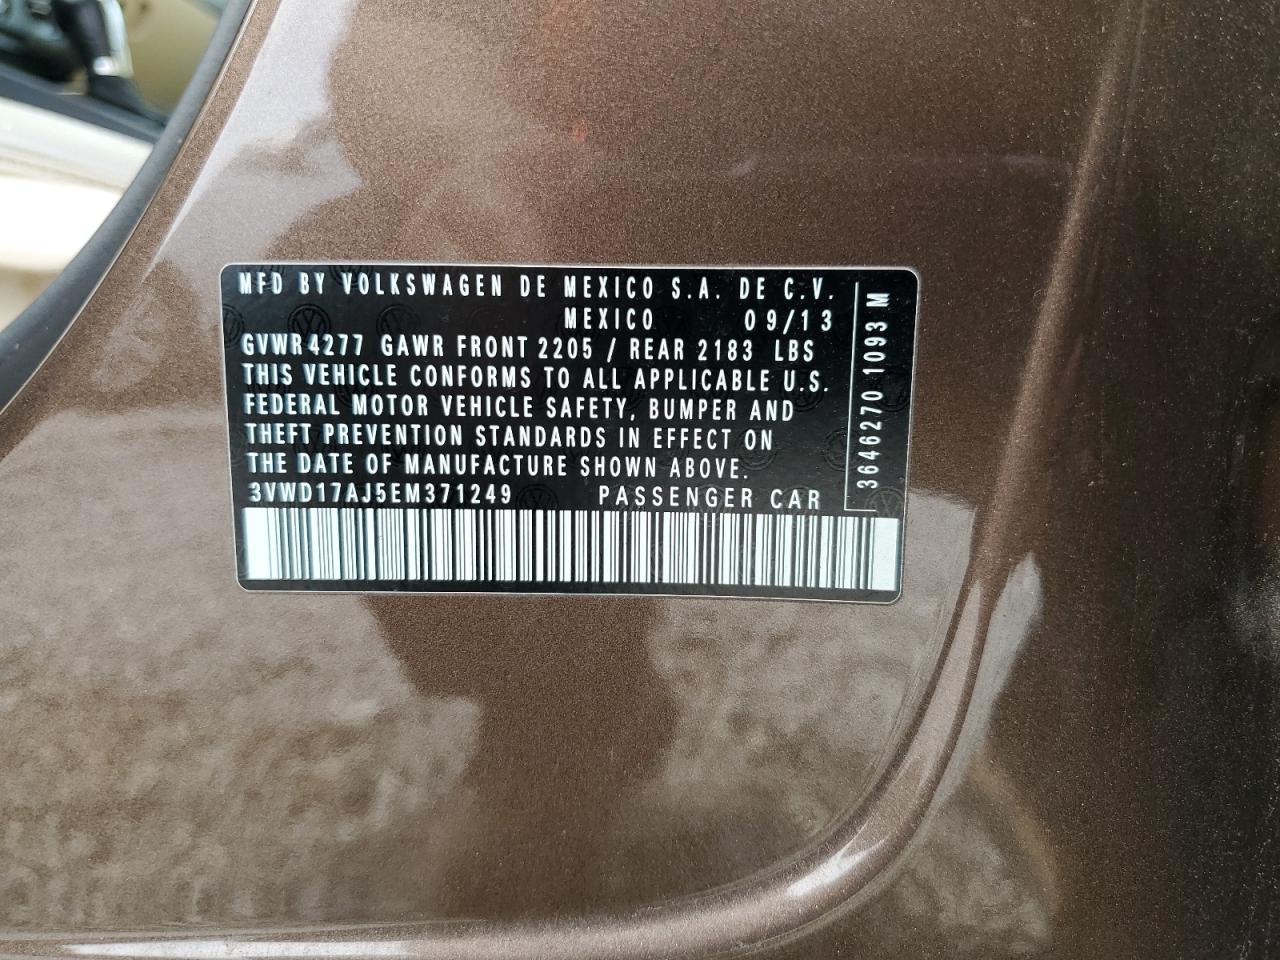 MFD BY VOLKSWAGEN DE MEXICO S.A. DE C.V.
MEXICO 09/13
GVWR 4277 GAWR FRONT 2205 / REAR 2183 LBS
THIS VEHICLE CONFORMS TO ALL APPLICABLE U.S.
FEDERAL MOTOR VEHICLE SAFETY, BUMPER AND
THEFT PREVENTION STANDARDS IN EFFECT ON
THE DATE OF MANUFACTURE SHOWN ABOVE.
3VWD17AJ5EM371249 PASSENGER CAR
3646270 1093 M